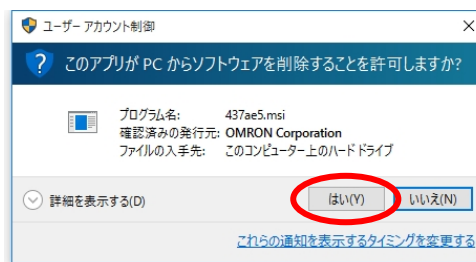 ユーザー アカウント制御
このアプリが PC からソフトウェアを削除することを許可しますか?
プログラム名: 437ae5.msi
確認済みの発行元: OMRON Corporation
ファイルの入手先: このコンピューター上のハード ドライブ
詳細を表示する(D)
はい(Y)
いいえ(N)
これらの通知を表示するタイミングを変更する